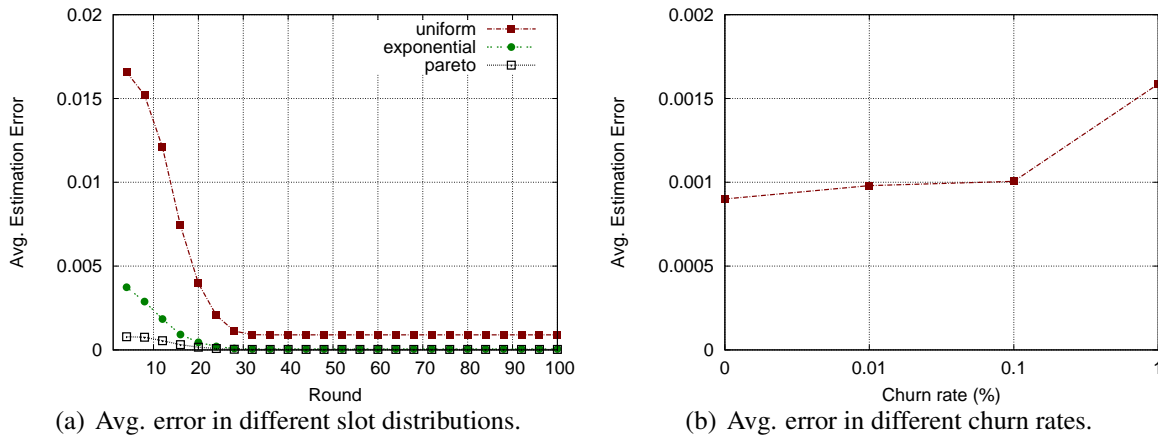 0.02
0.015
0.01
0.005
0
Avg. Estimation Error
uniform
exponential
pareto
10 20 30 40 50 60 70 80 90 100
Round
(a) Avg. error in different slot distributions.
0.002
0.0015
0.001
0.0005
0
Avg. Estimation Error
0 0.01 0.1 1
Churn rate (%)
(b) Avg. error in different churn rates.